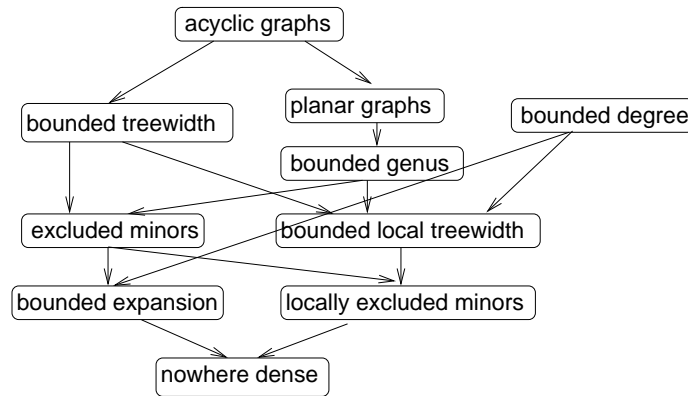 acyclic graphs
planar graphs
bounded treewidth
bounded degree
bounded genus
excluded minors
bounded local treewidth
bounded expansion
locally excluded minors
nowhere dense